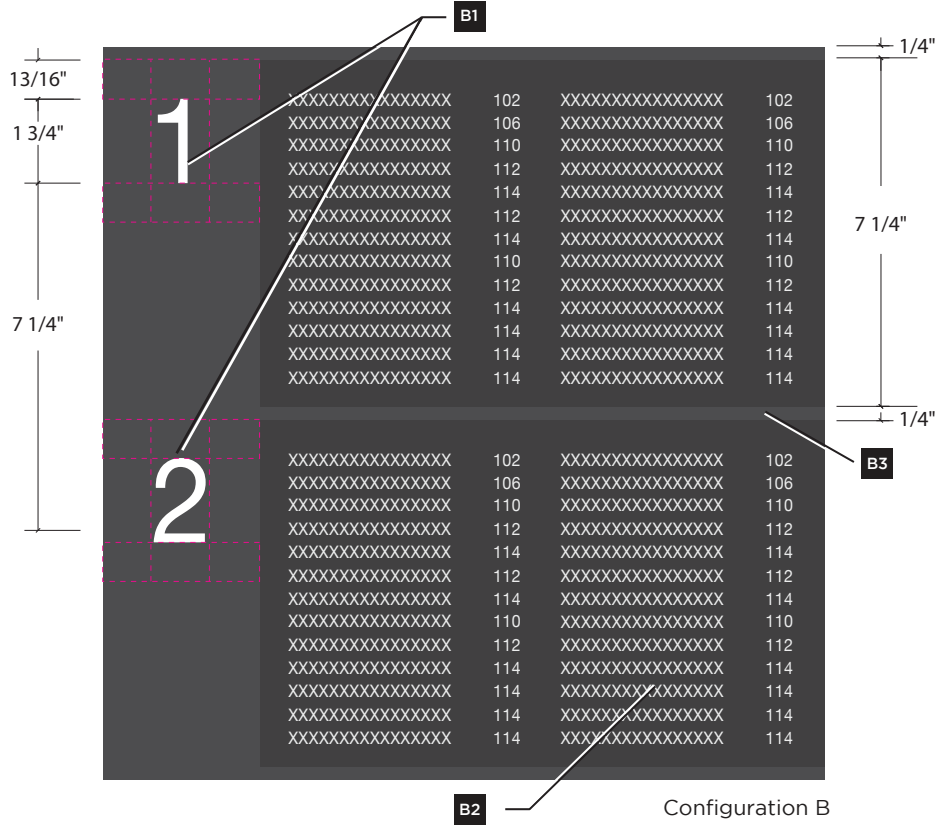 B1
1/4"
13/16"
1 3/4"
7 1/4"
1
XXXXXXXXXXXXXXXX 102 XXXXXXXXXXXXXXXX 102
XXXXXXXXXXXXXXXX 106 XXXXXXXXXXXXXXXX 106
XXXXXXXXXXXXXXXX 110 XXXXXXXXXXXXXXXX 110
XXXXXXXXXXXXXXXX 112 XXXXXXXXXXXXXXXX 112
XXXXXXXXXXXXXXXX 114 XXXXXXXXXXXXXXXX 114
XXXXXXXXXXXXXXXX 112 XXXXXXXXXXXXXXXX 112
XXXXXXXXXXXXXXXX 114 XXXXXXXXXXXXXXXX 114
XXXXXXXXXXXXXXXX 110 XXXXXXXXXXXXXXXX 110
XXXXXXXXXXXXXXXX 112 XXXXXXXXXXXXXXXX 112
XXXXXXXXXXXXXXXX 114 XXXXXXXXXXXXXXXX 114
XXXXXXXXXXXXXXXX 114 XXXXXXXXXXXXXXXX 114
XXXXXXXXXXXXXXXX 114 XXXXXXXXXXXXXXXX 114
XXXXXXXXXXXXXXXX 114 XXXXXXXXXXXXXXXX 114
7 1/4"
1/4"
B3
2
XXXXXXXXXXXXXXXX 102 XXXXXXXXXXXXXXXX 102
XXXXXXXXXXXXXXXX 106 XXXXXXXXXXXXXXXX 106
XXXXXXXXXXXXXXXX 110 XXXXXXXXXXXXXXXX 110
XXXXXXXXXXXXXXXX 112 XXXXXXXXXXXXXXXX 112
XXXXXXXXXXXXXXXX 114 XXXXXXXXXXXXXXXX 114
XXXXXXXXXXXXXXXX 112 XXXXXXXXXXXXXXXX 112
XXXXXXXXXXXXXXXX 114 XXXXXXXXXXXXXXXX 114
XXXXXXXXXXXXXXXX 110 XXXXXXXXXXXXXXXX 110
XXXXXXXXXXXXXXXX 112 XXXXXXXXXXXXXXXX 112
XXXXXXXXXXXXXXXX 114 XXXXXXXXXXXXXXXX 114
XXXXXXXXXXXXXXXX 114 XXXXXXXXXXXXXXXX 114
XXXXXXXXXXXXXXXX 114 XXXXXXXXXXXXXXXX 114
XXXXXXXXXXXXXXXX 114 XXXXXXXXXXXXXXXX 114
B2
Configuration B